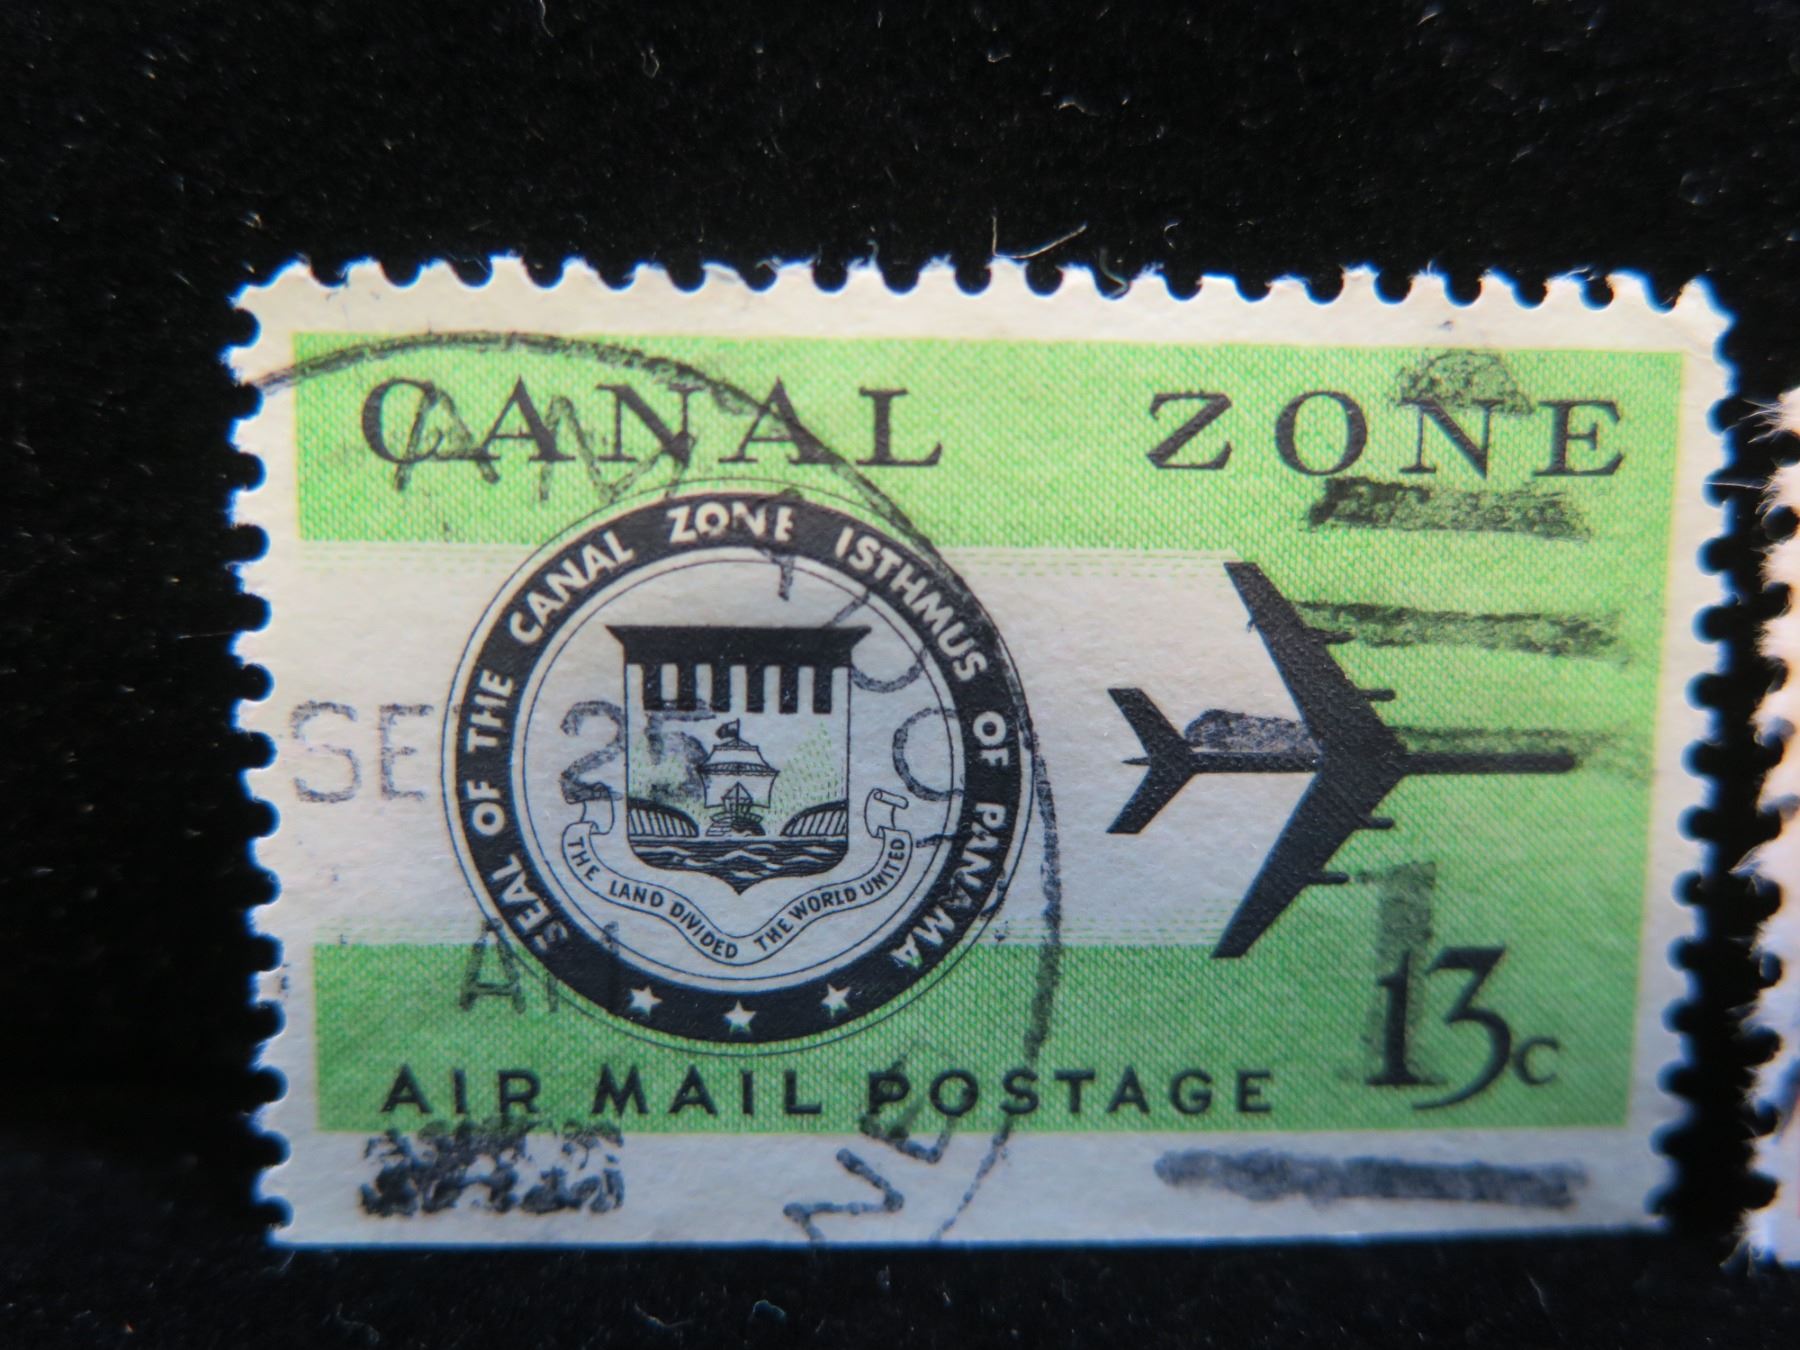 CANAL ZONE
SEAL OF THE CANAL ZONE ISTHMUS OF PANAMA
THE LAND DIVIDED THE WORLD UNITED
SE 25
AM
13c
AIR MAIL POSTAGE